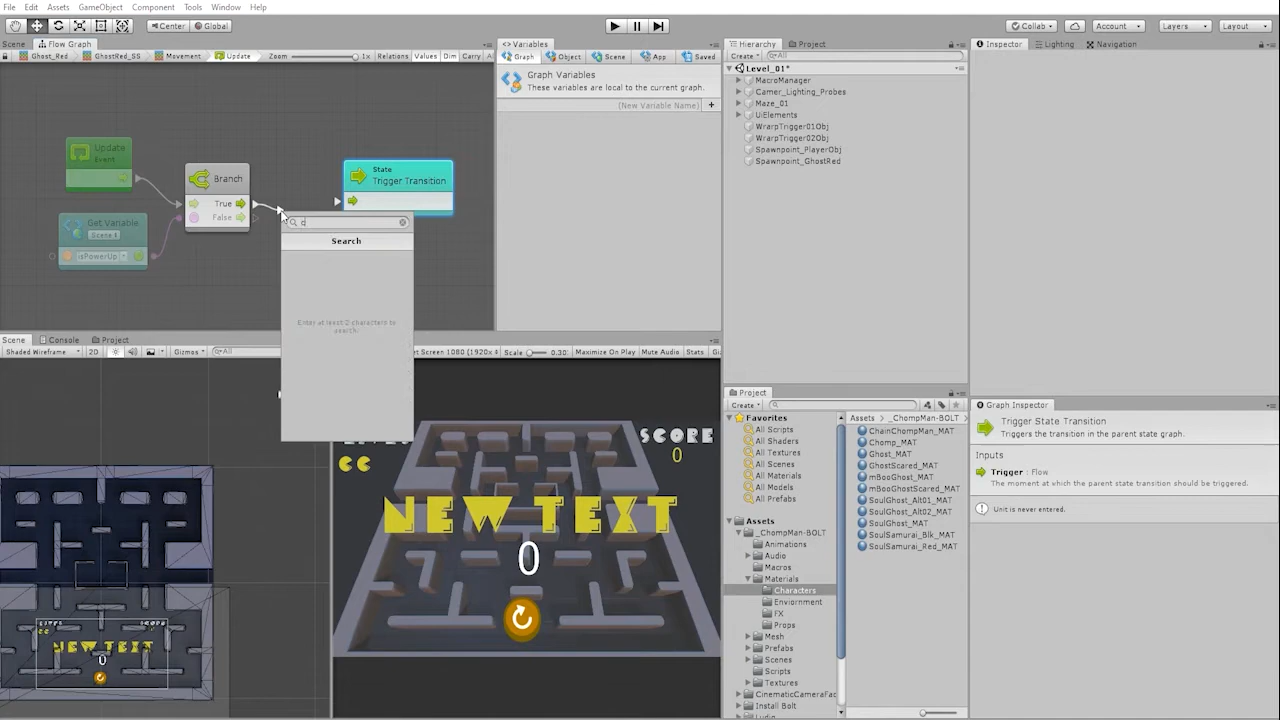 File Edit Assets GameObject Component Tools Window Help
Center Global
Collab Account Layers Layout
Scene Flow Graph
Ghost_Red GhostRed_SS Movement Update Zoom 1x Relations Values Dim Carry
Update
Event
Branch
True
False
Get Variable
Scene
isPowerUp
State
Trigger Transition
c
Search
Enter at least 2 characters to
search.
Variables
Graph Object Scene App Saved
Graph Variables
These variables are local to the current graph.
(New Variable Name) +
Hierarchy Project
Create All
Level_01*
MacroManager
Camer_Lighting_Probes
Maze_01
UiElements
WrarpTrigger01Obj
WrarpTrigger02Obj
Spawnpoint_PlayerObj
Spawnpoint_GhostRed
Inspector Lighting Navigation
Scene Console Project
Shaded Wireframe 2D Gizmos All
Screen 1080 (1920x Scale 0.30 Maximize On Play Mute Audio Stats
SCORE
0
CC
NEW TEXT
0
NEW TEXT
0
Project
Create
Favorites
All Scripts
All Shaders
All Textures
All Scenes
All Materials
All Models
All Prefabs
Assets
_ChompMan-BOLT
Animations
Audio
Macros
Materials
Characters
Enviornment
FX
Props
Mesh
Prefabs
Scenes
Scripts
Textures
CinematicCameraFac
Install Bolt
Assets _ChompMan-BOLT
ChainChompMan_MAT
Chomp_MAT
Ghost_MAT
GhostScared_MAT
mBooGhost_MAT
mBooGhostScared_MAT
SoulGhost_Alt01_MAT
SoulGhost_Alt02_MAT
SoulGhost_MAT
SoulSamurai_Blk_MAT
SoulSamurai_Red_MAT
Graph Inspector
Trigger State Transition
Triggers the transition in the parent state graph.
Inputs
Trigger : Flow
The moment at which the parent state transition should be triggered.
Unit is never entered.